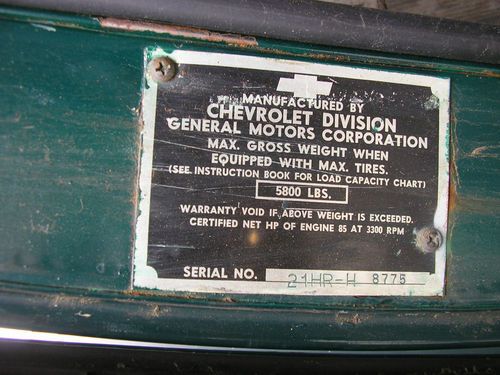 MANUFACTURED BY
CHEVROLET DIVISION
GENERAL MOTORS CORPORATION
MAX. GROSS WEIGHT WHEN
EQUIPPED WITH MAX. TIRES.
(SEE INSTRUCTION BOOK FOR LOAD CAPACITY CHART)
5800 LBS.
WARRANTY VOID IF ABOVE WEIGHT IS EXCEEDED.
CERTIFIED NET HP OF ENGINE 85 AT 3300 RPM
SERIAL NO. 21HR-H 8775